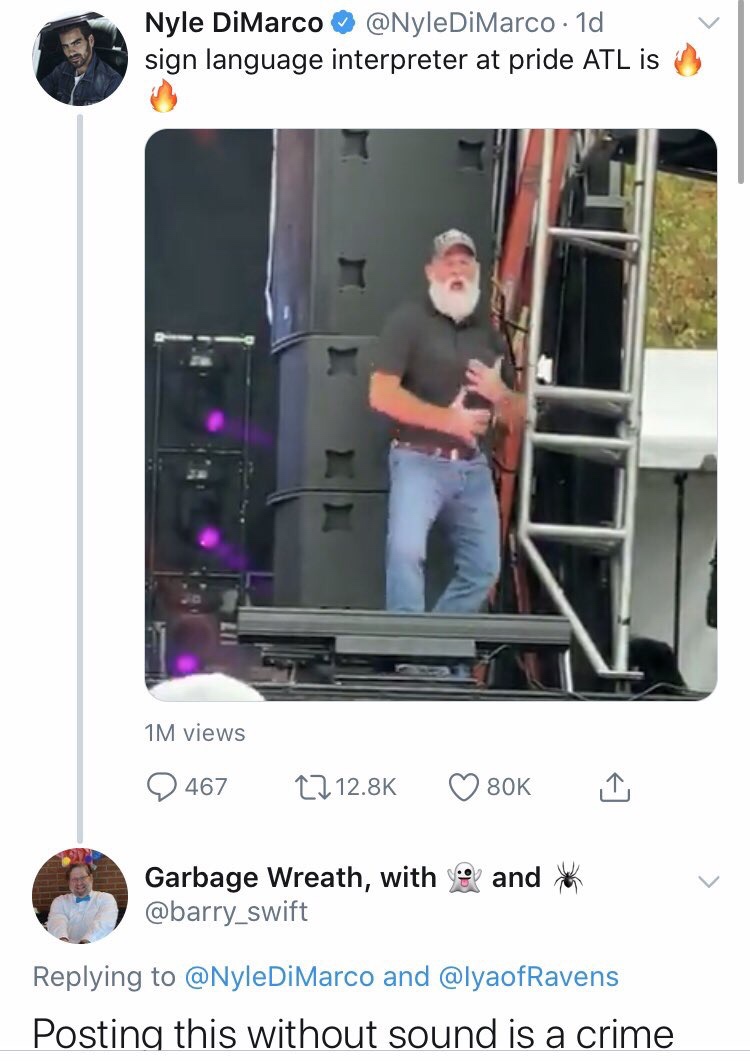 Nyle DiMarco @NyleDiMarco · 1d
sign language interpreter at pride ATL is 🔥
🔥
1M views
467 12.8K 80K
Garbage Wreath, with 👻 and 🕷
@barry_swift
Replying to @NyleDiMarco and @IyaofRavens
Posting this without sound is a crime